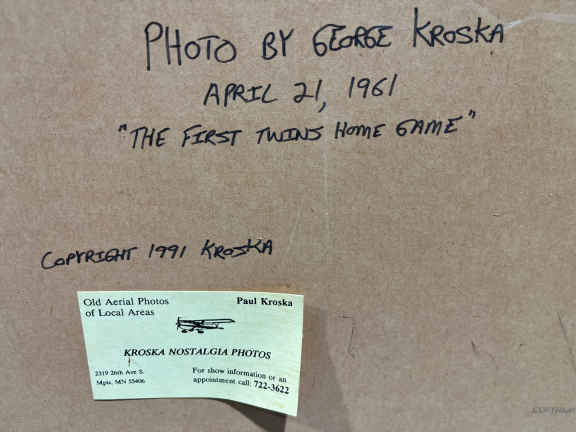 PHOTO BY GEORGE KROSKA
APRIL 21, 1961
"THE FIRST TWINS HOME GAME"
COPYRIGHT 1991 KROSKA
Old Aerial Photos
of Local Areas
Paul Kroska
KROSKA NOSTALGIA PHOTOS
2319 26th Ave S.
Mpls, MN 55406
For show information or an
appointment call: 722-3622